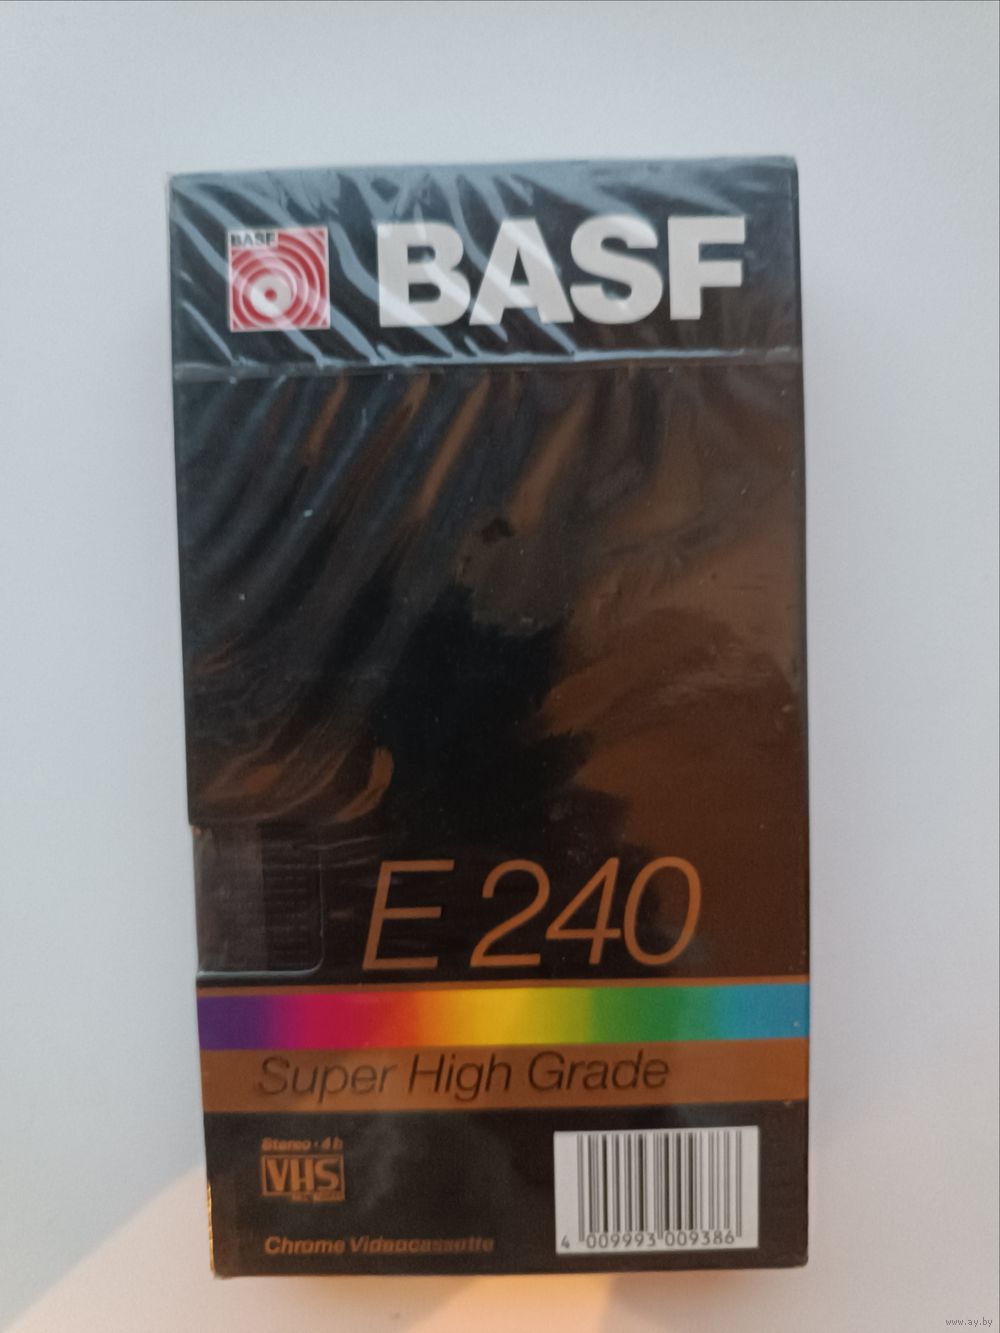 BASF
BASF
E 240
Super High Grade
Stereo · 4 h
VHS
Chrome Videocassette
4 009993 009386
www.ay.by